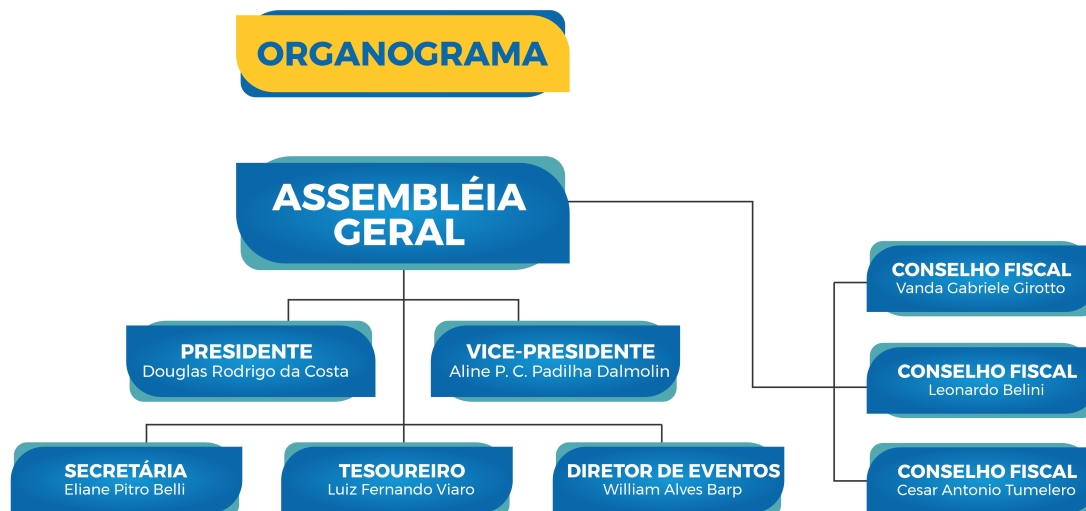 ORGANOGRAMA
ASSEMBLÉIA
GERAL
CONSELHO FISCAL
Vanda Gabriele Girotto
PRESIDENTE
Douglas Rodrigo da Costa
VICE-PRESIDENTE
Aline P. C. Padilha Dalmolin
CONSELHO FISCAL
Leonardo Belini
SECRETÁRIA
Eliane Pitro Belli
TESOUREIRO
Luiz Fernando Viaro
DIRETOR DE EVENTOS
William Alves Barp
CONSELHO FISCAL
Cesar Antonio Tumelero